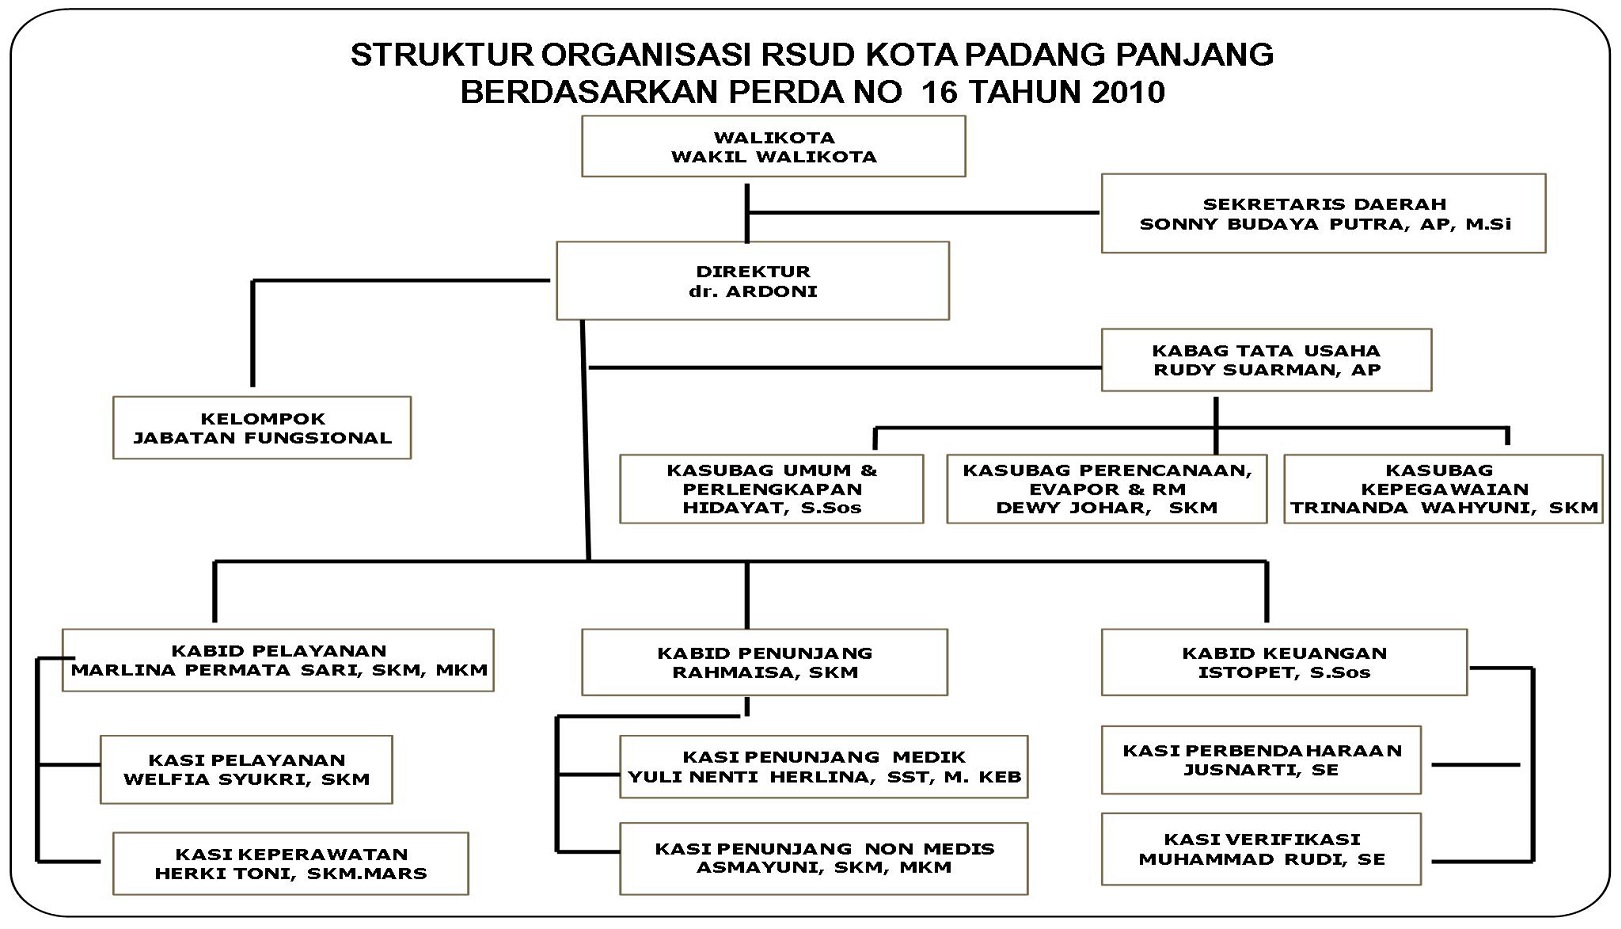 STRUKTUR ORGANISASI RSUD KOTA PADANG PANJANG
BERDASARKAN PERDA NO 16 TAHUN 2010
WALIKOTA
WAKIL WALIKOTA
SEKRETARIS DAERAH
SONNY BUDAYA PUTRA, AP, M.Si
DIREKTUR
dr. ARDONI
KABAG TATA USAHA
RUDY SUARMAN, AP
KELOMPOK
JABATAN FUNGSIONAL
KASUBAG UMUM &
PERLENGKAPAN
HIDAYAT, S.Sos
KASUBAG PERENCANAAN,
EVAPOR & RM
DEWY JOHAR, SKM
KASUBAG
KEPEGAWAIAN
TRINANDA WAHYUNI, SKM
KABID PELAYANAN
MARLINA PERMATA SARI, SKM, MKM
KABID PENUNJANG
RAHMAISA, SKM
KABID KEUANGAN
ISTOPET, S.Sos
KASI PELAYANAN
WELFIA SYUKRI, SKM
KASI PENUNJANG MEDIK
YULI NENTI HERLINA, SST, M. KEB
KASI PERBENDAHARAAN
JUSNARTI, SE
KASI KEPERAWATAN
HERKI TONI, SKM.MARS
KASI PENUNJANG NON MEDIS
ASMAYUNI, SKM, MKM
KASI VERIFIKASI
MUHAMMAD RUDI, SE